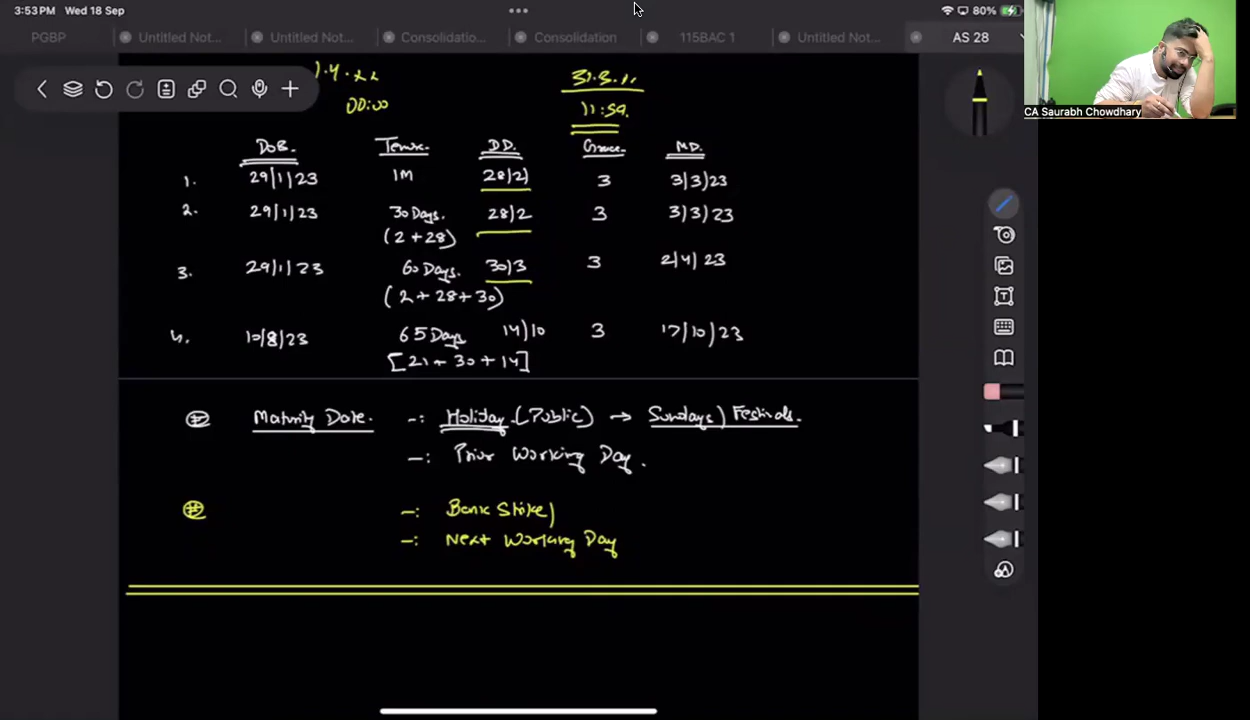 3:53 PM Wed 18 Sep
80%
PGBP
Untitled Not...
Untitled Not...
Consolidatio...
Consolidation
115BAC 1
Untitled Not...
AS 28
CA Saurabh Chowdhary
00:00
11:59.
DOB. Tenure. DD. Grace. MD.
1. 29/1/23 1M 28/2) 3 3/3/23
2. 29/1/23 30 Days. 28/2 3 3/3/23
(2 + 28)
3. 29/1/23 60 Days. 30/3 3 2/4/23
(2 + 28 + 30)
4. 10/8/23 65 Days 14/10 3 17/10/23
[21 + 30 + 14]
Maturity Date. -: Holiday (Public) → Sundays) Festivals.
-: Prior Working Day.
-: Bank Strike)
-: Next Working Day